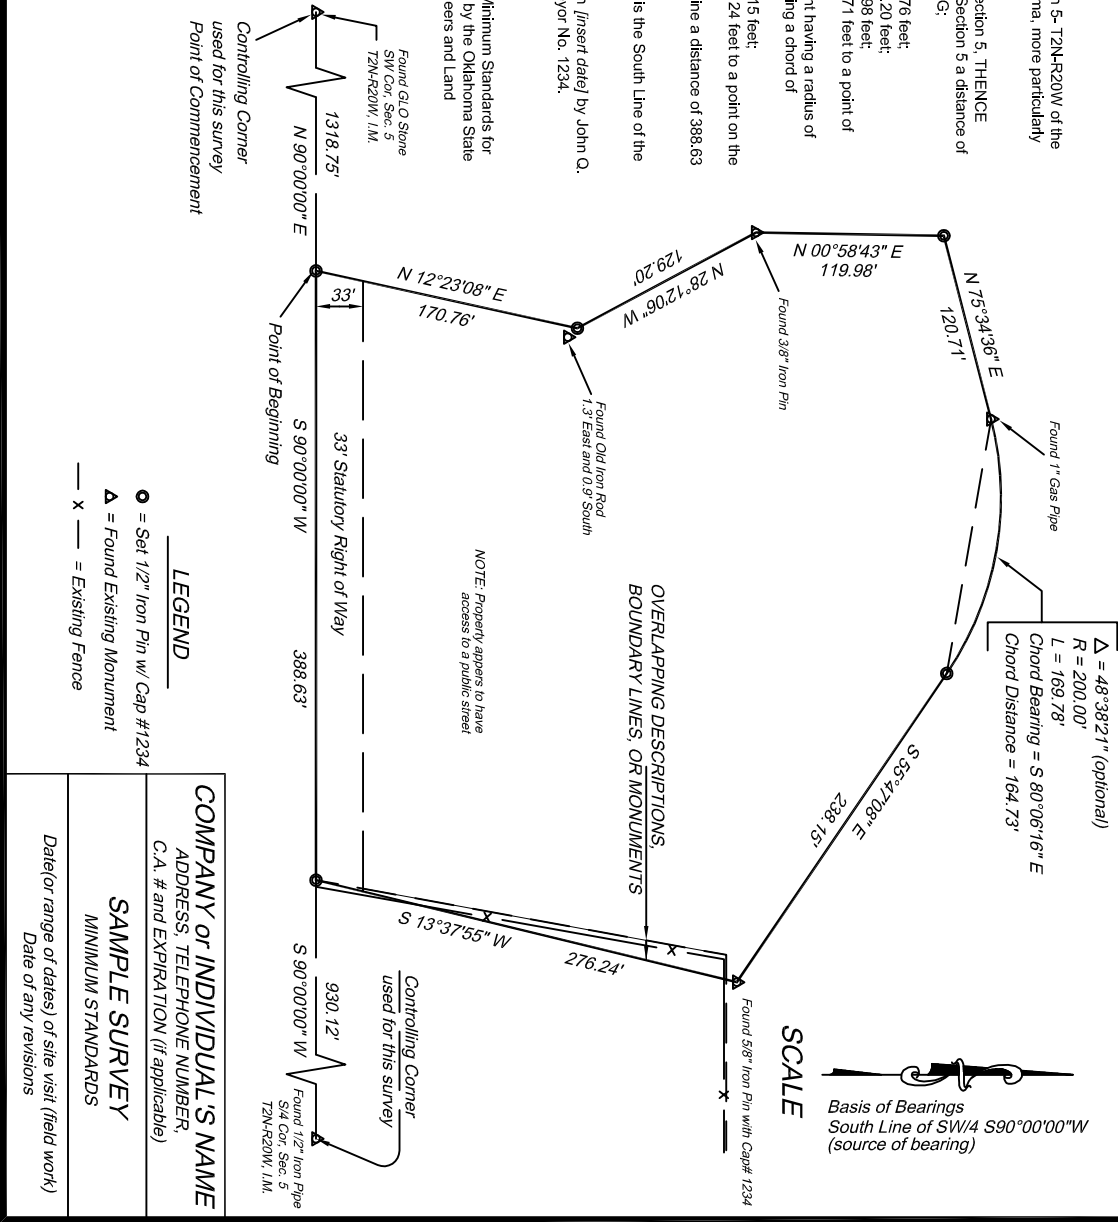 n 5- T2N-R20W of the
ma, more particularly
ection 5, THENCE
Section 5 a distance of
G;
76 feet;
.20 feet;
98 feet;
71 feet to a point of
nt having a radius of
ing a chord of
15 feet;
24 feet to a point on the
ine a distance of 388.63
is the South Line of the
n [insert date] by John Q.
yor No. 1234.
Minimum Standards for
by the Oklahoma State
eers and Land
Found GLO Stone
SW Cor, Sec. 5
T2N-R20W, I.M.
Controlling Corner
used for this survey
Point of Commencement
1318.75'
N 90°00'00" E
33'
Point of Beginning
N 12°23'08" E
170.76'
Found Old Iron Rod
1.3' East and 0.9' South
N 28°12'06" W
129.20'
Found 3/8" Iron Pin
N 00°58'43" E
119.98'
N 75°34'36" E
120.71'
Found 1" Gas Pipe
△ = 48°38'21" (optional)
R = 200.00'
L = 169.78'
Chord Bearing = S 80°06'16" E
Chord Distance = 164.73'
S 55°47'08" E
238.15'
OVERLAPPING DESCRIPTIONS,
BOUNDARY LINES, OR MONUMENTS
NOTE: Property appers to have
access to a public street
33' Statutory Right of Way
S 90°00'00" W
388.63'
S 13°37'55" W
276.24'
x
x
x
Found 5/8" Iron Pin with Cap# 1234
SCALE
Basis of Bearings
South Line of SW/4 S90°00'00"W
(source of bearing)
Controlling Corner
used for this survey
930.12'
S 90°00'00" W
Found 1/2" Iron Pipe
S/4 Cor, Sec. 5
T2N-R20W, I.M.
LEGEND
= Set 1/2" Iron Pin w/ Cap #1234
= Found Existing Monument
x = Existing Fence
COMPANY or INDIVIDUAL'S NAME
ADDRESS, TELEPHONE NUMBER,
C.A. # and EXPIRATION (if applicable)
SAMPLE SURVEY
MINIMUM STANDARDS
Date(or range of dates) of site visit (field work)
Date of any revisions